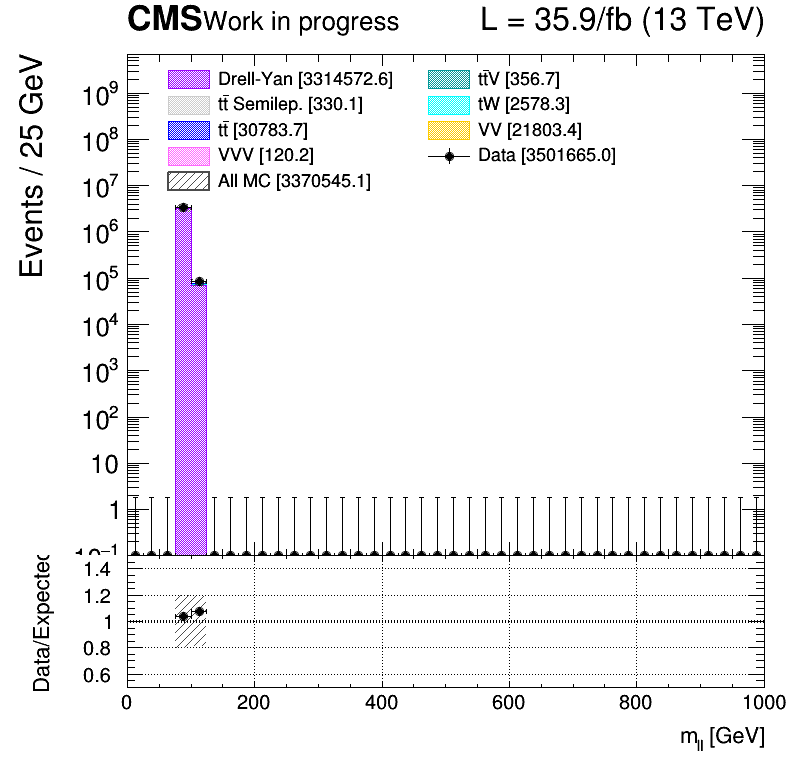 CMS Work in progress L = 35.9/fb (13 TeV)
Events / 25 GeV
Drell-Yan [3314572.6] tt̄V [356.7]
tt̄ Semilep. [330.1] tW [2578.3]
tt̄ [30783.7] VV [21803.4]
VVV [120.2] Data [3501665.0]
All MC [3370545.1]
10⁹
10⁸
10⁷
10⁶
10⁵
10⁴
10³
10²
10
1
10⁻¹
Data/Expected
1.4
1.2
1
0.8
0.6
0 200 400 600 800 1000
m_ll [GeV]